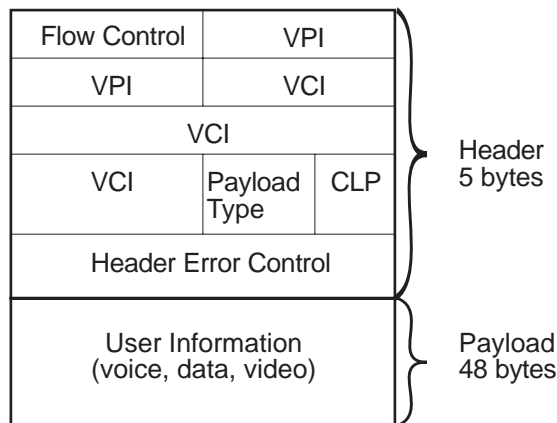 Flow Control VPI
VPI VCI
VCI
VCI Payload Type CLP
Header Error Control
Header
5 bytes
User Information
(voice, data, video)
Payload
48 bytes